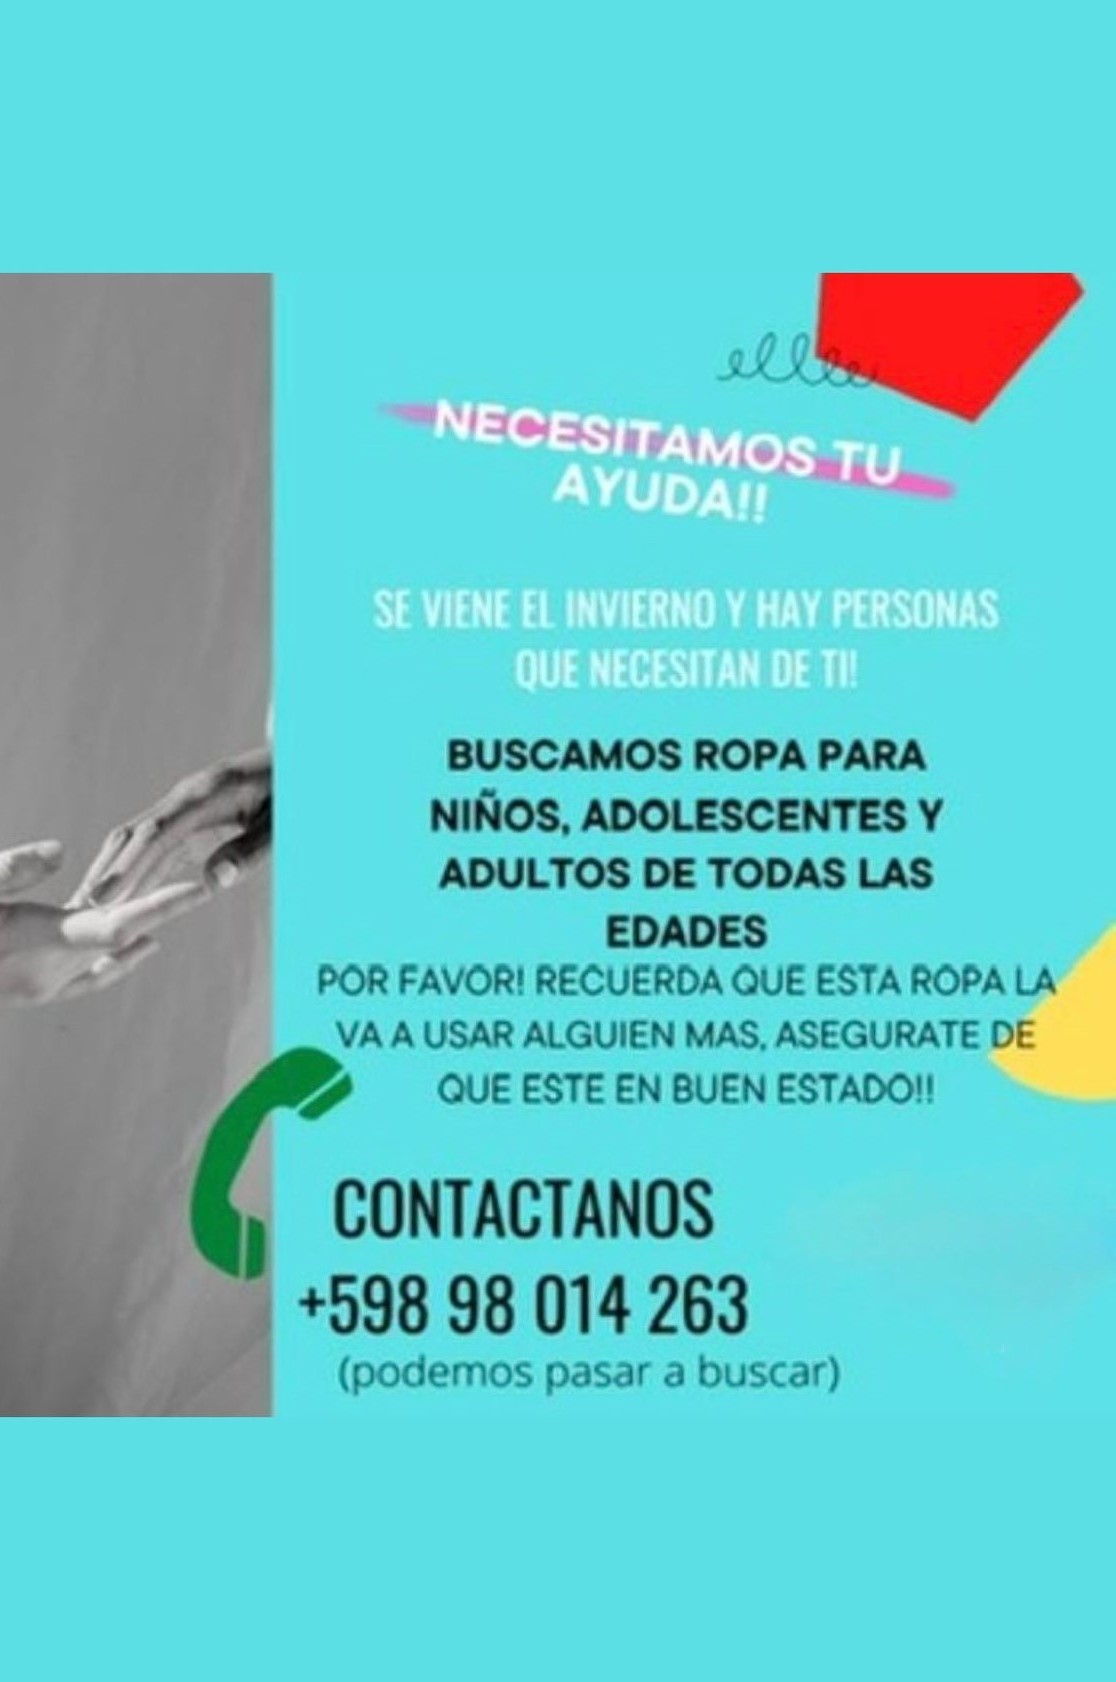 NECESITAMOS TU
AYUDA!!
SE VIENE EL INVIERNO Y HAY PERSONAS
QUE NECESITAN DE TI!
BUSCAMOS ROPA PARA
NIÑOS, ADOLESCENTES Y
ADULTOS DE TODAS LAS
EDADES
POR FAVOR! RECUERDA QUE ESTA ROPA LA
VA A USAR ALGUIEN MAS, ASEGURATE DE
QUE ESTE EN BUEN ESTADO!!
CONTACTANOS
+598 98 014 263
(podemos pasar a buscar)